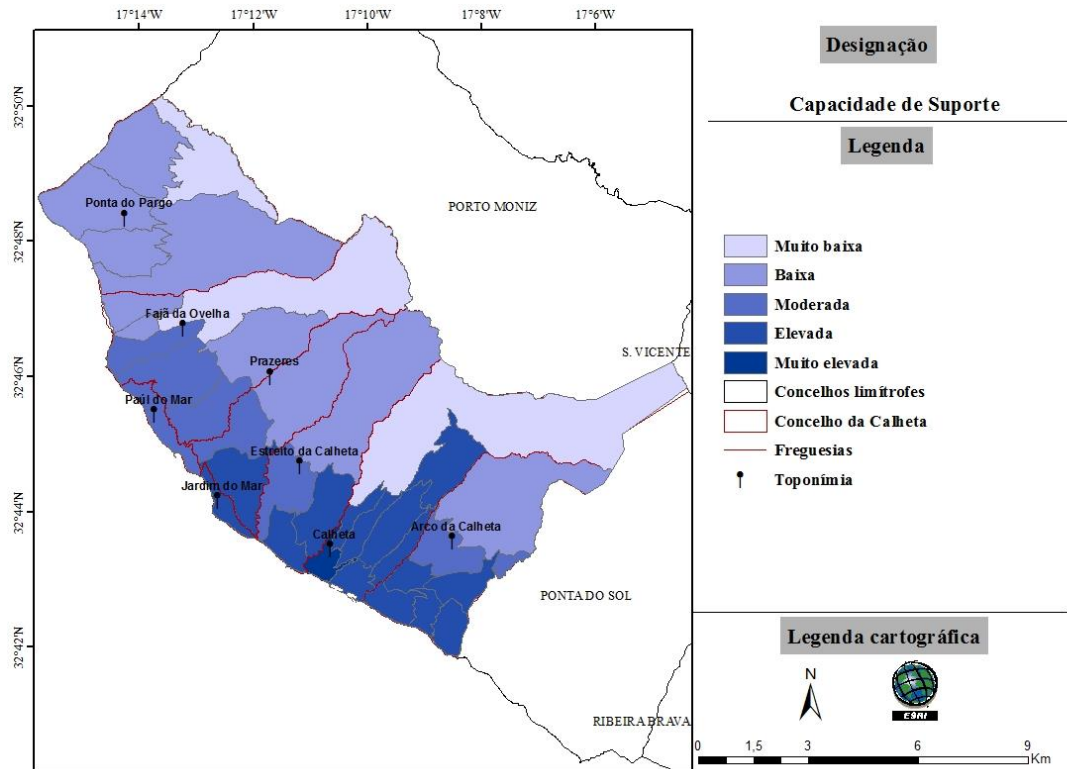 17°14'W 17°12'W 17°10'W 17°8'W 17°6'W
32°50'N
32°48'N
32°46'N
32°44'N
32°42'N
Ponta do Pargo
PORTO MONIZ
Fajã da Ovelha
S. VICENTE
Prazeres
Paúl do Mar
Estreito da Calheta
Jardim do Mar
Calheta
Arco da Calheta
PONTA DO SOL
RIBEIRA BRAVA
Designação
Capacidade de Suporte
Legenda
Muito baixa
Baixa
Moderada
Elevada
Muito elevada
Concelhos limítrofes
Concelho da Calheta
Freguesias
Toponímia
Legenda cartográfica
N
ESRI
0 1,5 3 6 9
Km